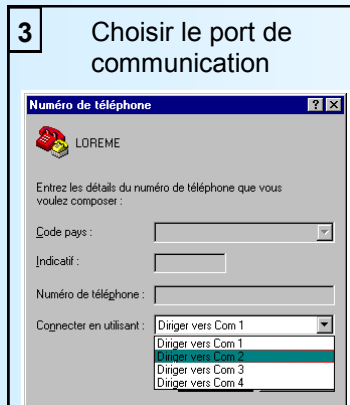 3
Choisir le port de
communication
Numéro de téléphone
LOREME
Entrez les détails du numéro de téléphone que vous
voulez composer :
Code pays :
Indicatif :
Numéro de téléphone :
Connecter en utilisant : Diriger vers Com 1
Diriger vers Com 1
Diriger vers Com 2
Diriger vers Com 3
Diriger vers Com 4